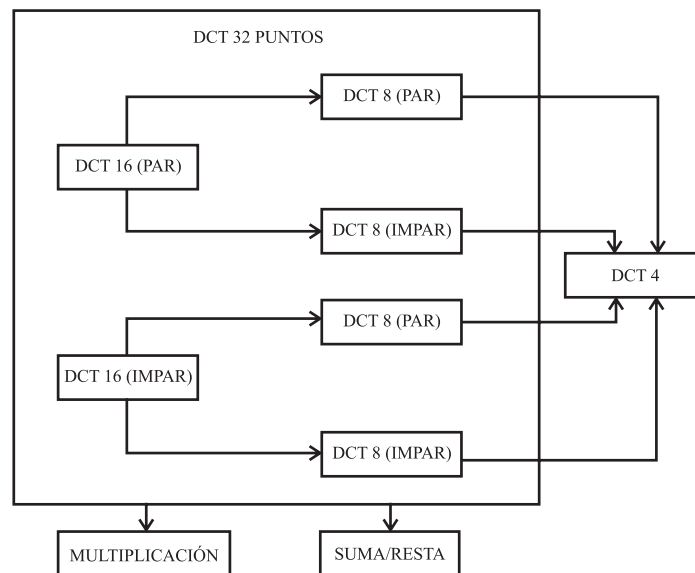 DCT 32 PUNTOS
DCT 8 (PAR)
DCT 16 (PAR)
DCT 8 (IMPAR)
DCT 4
DCT 8 (PAR)
DCT 16 (IMPAR)
DCT 8 (IMPAR)
MULTIPLICACIÓN
SUMA/RESTA